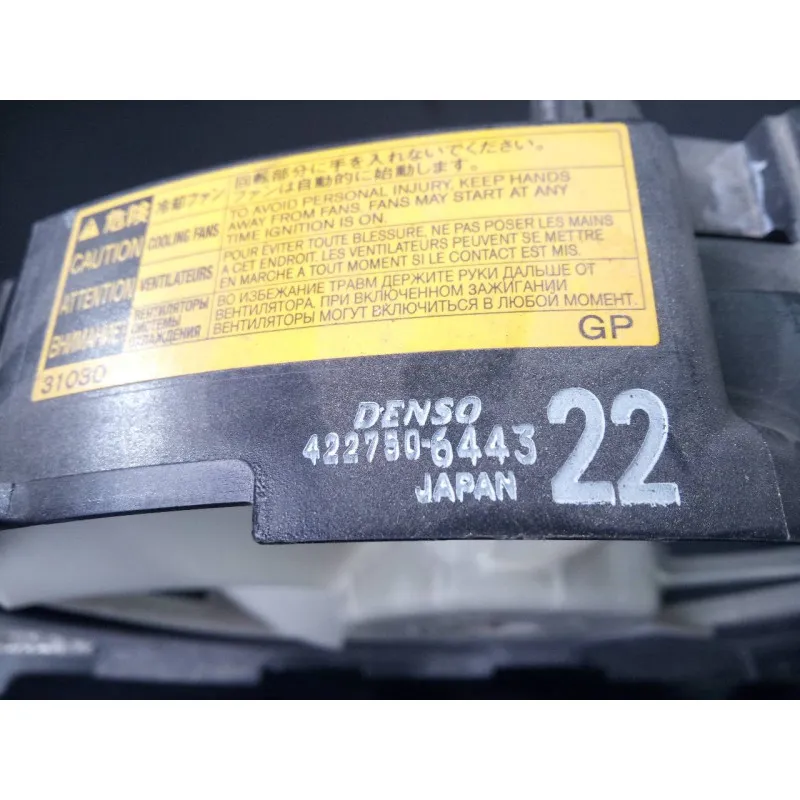 ⚠危険 冷却ファン 回転部分に手を入れないでください。
ファンは自動的に始動します。
CAUTION COOLING FANS TO AVOID PERSONAL INJURY, KEEP HANDS
AWAY FROM FANS. FANS MAY START AT ANY
TIME IGNITION IS ON.
ATTENTION VENTILATEURS POUR ÉVITER TOUTE BLESSURE, NE PAS POSER LES MAINS
A CET ENDROIT. LES VENTILATEURS PEUVENT SE METTRE
EN MARCHE A TOUT MOMENT SI LE CONTACT EST MIS.
ВНИМАНИЕ ВЕНТИЛЯТОРЫ СИСТЕМЫ ОХЛАЖДЕНИЯ ВО ИЗБЕЖАНИЕ ТРАВМ ДЕРЖИТЕ РУКИ ДАЛЬШЕ ОТ
ВЕНТИЛЯТОРА. ПРИ ВКЛЮЧЕННОМ ЗАЖИГАНИИ
ВЕНТИЛЯТОРЫ МОГУТ ВКЛЮЧИТЬСЯ В ЛЮБОЙ МОМЕНТ.
31030 GP
DENSO
422750-6443 22
JAPAN